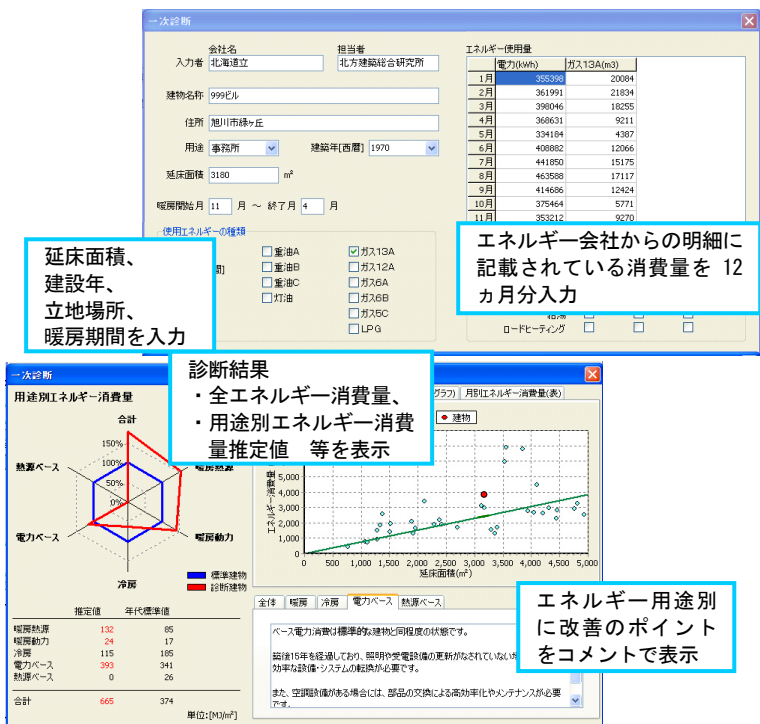 一次診断
会社名
担当者
入力者 北海道立 北方建築総合研究所
建物名称 999ビル
住所 旭川市緑ヶ丘
用途 事務所 建築年[西暦] 1970
延床面積 3180 m²
暖房開始月 11 月 ～ 終了月 4 月
使用エネルギーの種類
重油A ガス13A
重油B ガス12A
重油C ガス6A
灯油 ガス6B
ガス5C
LPG
エネルギー使用量
電力(kWh) ガス13A(m3)
1月 355398 20084
2月 361991 21834
3月 398046 18255
4月 368631 9211
5月 334184 4387
6月 408882 12066
7月 441850 15175
8月 463588 17117
9月 414686 12424
10月 375464 5771
11月 353212 9270
ロードヒーティング
延床面積、
建設年、
立地場所、
暖房期間を入力
エネルギー会社からの明細に
記載されている消費量を 12
ヵ月分入力
診断結果
・全エネルギー消費量、
・用途別エネルギー消費
量推定値 等を表示
一次診断
用途別エネルギー消費量
合計
150%
100%
50%
0%
熱源ベース
暖房熱源
電力ベース
暖房動力
冷房
標準建物
診断建物
推定値 年代標準値
暖房熱源 132 85
暖房動力 24 17
冷房 115 185
電力ベース 393 341
熱源ベース 0 26
合計 665 374
単位:[MJ/m²]
グラフ) 月別エネルギー消費量(表)
建物
エネルギー消費量
5,000
4,000
3,000
2,000
1,000
0
0 500 1,000 1,500 2,000 2,500 3,000 3,500 4,000 4,500 5,000
延床面積(m²)
全体 暖房 冷房 電力ベース 熱源ベース
ベース電力消費は標準的な建物と同程度の状態です。
築後15年を経過しており、照明や受電設備の更新がなされていない
効率な設備・システムの転換が必要です。
また、空調設備がある場合には、部品の交換による高効率化やメンテナンスが必要
です。
エネルギー用途別
に改善のポイント
をコメントで表示